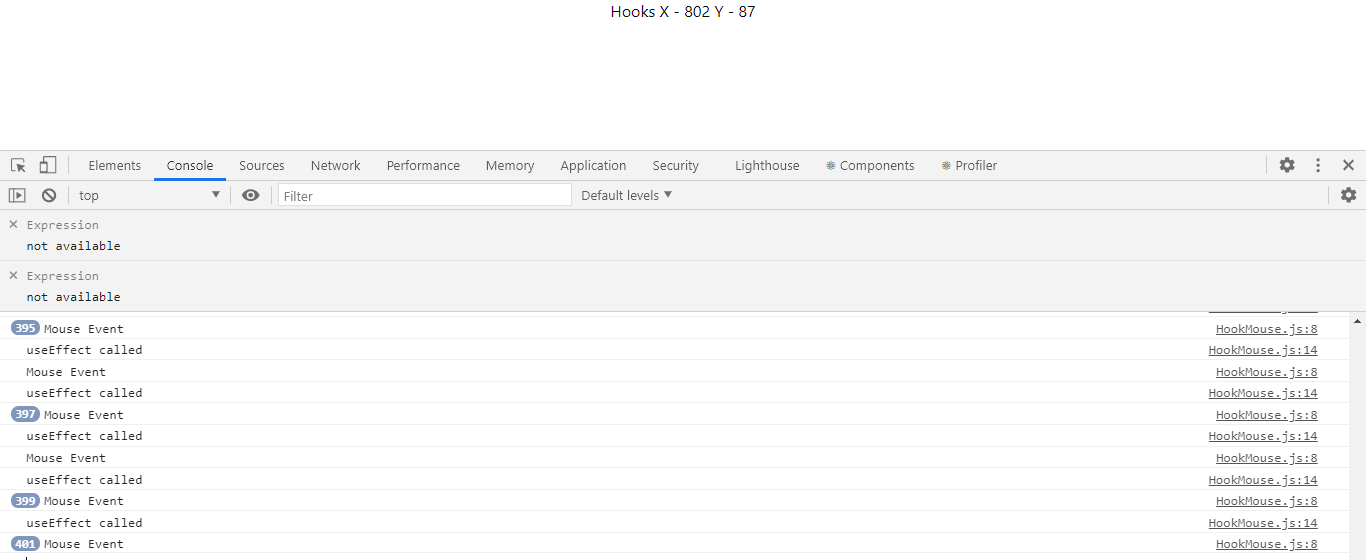 Hooks X - 802 Y - 87
Elements Console Sources Network Performance Memory Application Security Lighthouse Components Profiler
top Filter Default levels
Expression
not available
Expression
not available
395 Mouse Event HookMouse.js:8
useEffect called HookMouse.js:14
Mouse Event HookMouse.js:8
useEffect called HookMouse.js:14
397 Mouse Event HookMouse.js:8
useEffect called HookMouse.js:14
Mouse Event HookMouse.js:8
useEffect called HookMouse.js:14
399 Mouse Event HookMouse.js:8
useEffect called HookMouse.js:14
401 Mouse Event HookMouse.js:8